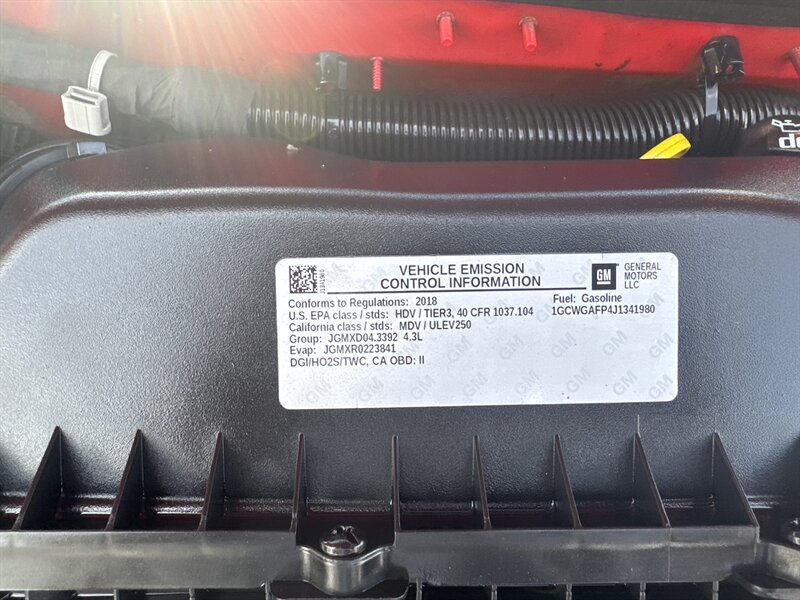 VEHICLE EMISSION
CONTROL INFORMATION
GM
GENERAL
MOTORS
LLC
Conforms to Regulations: 2018
Fuel: Gasoline
U.S. EPA class / stds: HDV / TIER3, 40 CFR 1037.104
1GCWGAFP4J1341980
California class / stds: MDV / ULEV250
Group: JGMXD04.3392 4.3L
Evap: JGMXR0223841
DGI/HO2S/TWC, CA OBD: II